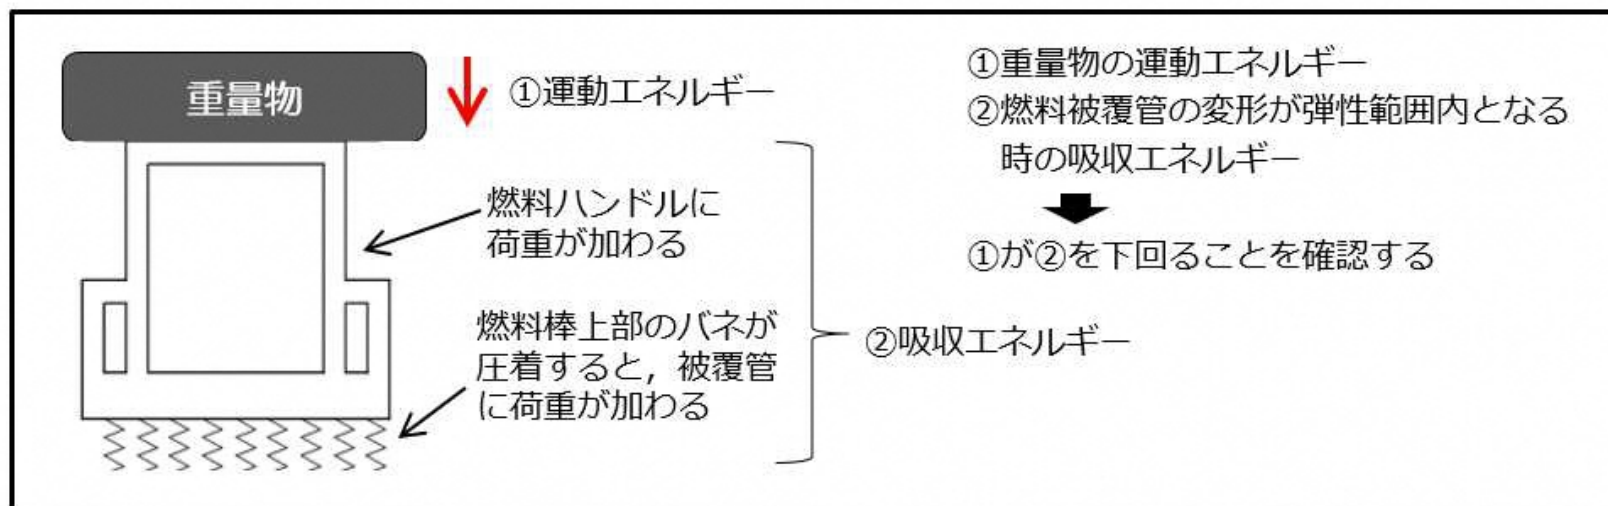 重量物
①運動エネルギー
燃料ハンドルに
荷重が加わる
燃料棒上部のバネが
圧着すると，被覆管
に荷重が加わる
②吸収エネルギー
①重量物の運動エネルギー
②燃料被覆管の変形が弾性範囲内となる
時の吸収エネルギー
①が②を下回ることを確認する